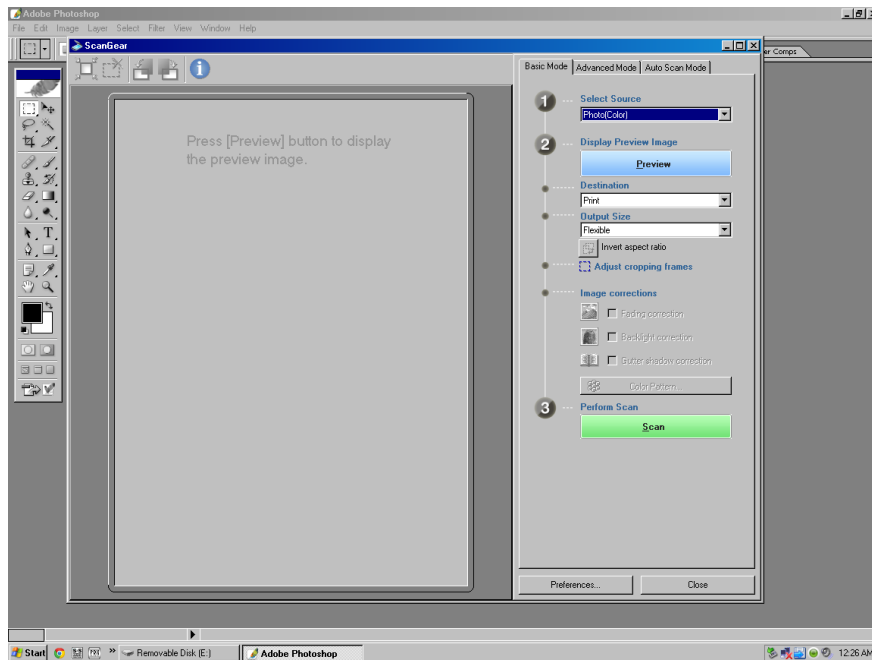 Adobe Photoshop
File Edit Image Layer Select Filter View Window Help
ScanGear
er Comps
Basic Mode Advanced Mode Auto Scan Mode
Press [Preview] button to display
the preview image.
1 Select Source
Photo(Color)
2 Display Preview Image
Preview
Destination
Print
Output Size
Flexible
Invert aspect ratio
Adjust cropping frames
Image corrections
Fading correction
Backlight correction
Gutter shadow correction
Color Pattern...
3 Perform Scan
Scan
Preferences... Close
Start » Removable Disk (E:) Adobe Photoshop 12:26 AM